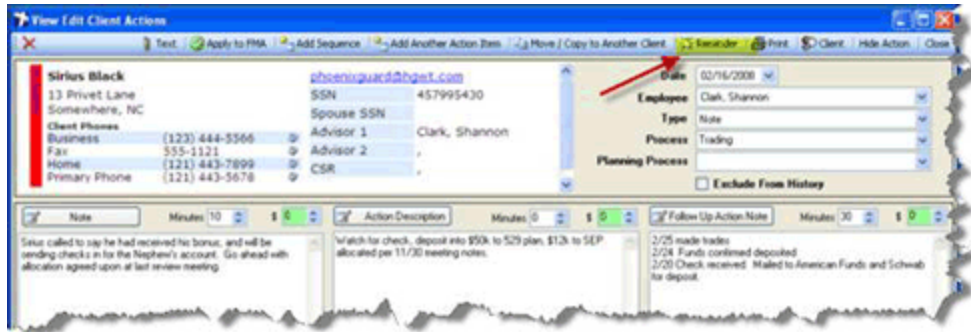 View Edit Client Actions
Text Apply to FMA Add Sequence Add Another Action Item Move / Copy to Another Client Reminder Print Client Hide Action Close
Sirius Black
13 Privet Lane
Somewhere, NC
Client Phones
Business (123) 444-5566
Fax 555-1121
Home (121) 443-7899
Primary Phone (121) 443-5678
phoenixguard@hgwt.com
SSN 457995430
Spouse SSN
Advisor 1 Clark, Shannon
Advisor 2 ,
CSR ,
Date 02/16/2008
Employee Clark, Shannon
Type Note
Process Trading
Planning Process
Exclude From History
Note Minutes 10 $ 0
Sirius called to say he had received his bonus, and will be
sending checks in for the Nephew's account. Go ahead with
allocation agreed upon at last review meeting.
Action Description Minutes 0 $ 0
Watch for check, deposit into $50k to 529 plan, $12k to SEP
allocated per 11/30 meeting notes.
Follow Up Action Note Minutes 30 $ 0
2/25 made trades
2/24 Funds confirmed deposited
2/20 Check received. Mailed to American Funds and Schwab
for deposit.